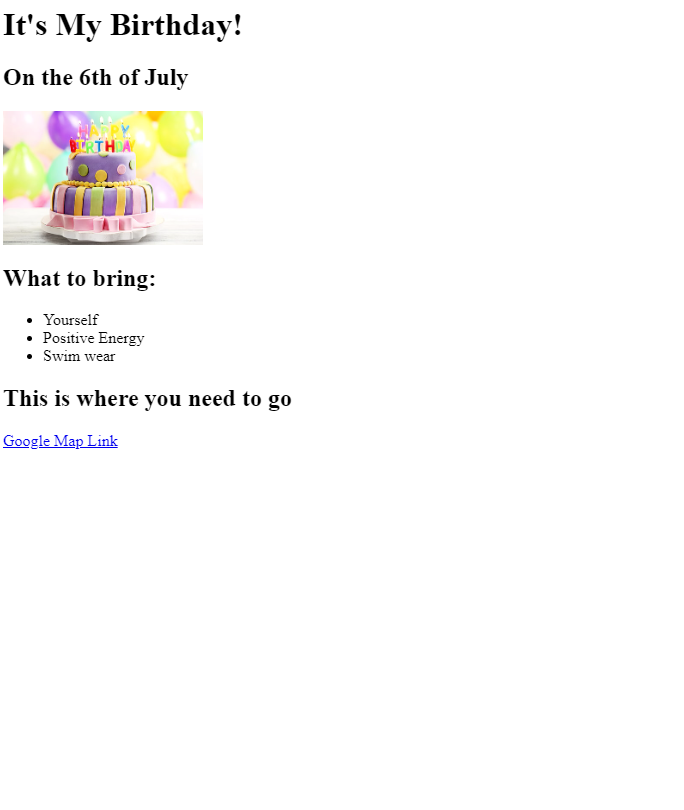 It's My Birthday!
On the 6th of July
HAPPY
BIRTHDAY
What to bring:
Yourself
Positive Energy
Swim wear
This is where you need to go
Google Map Link